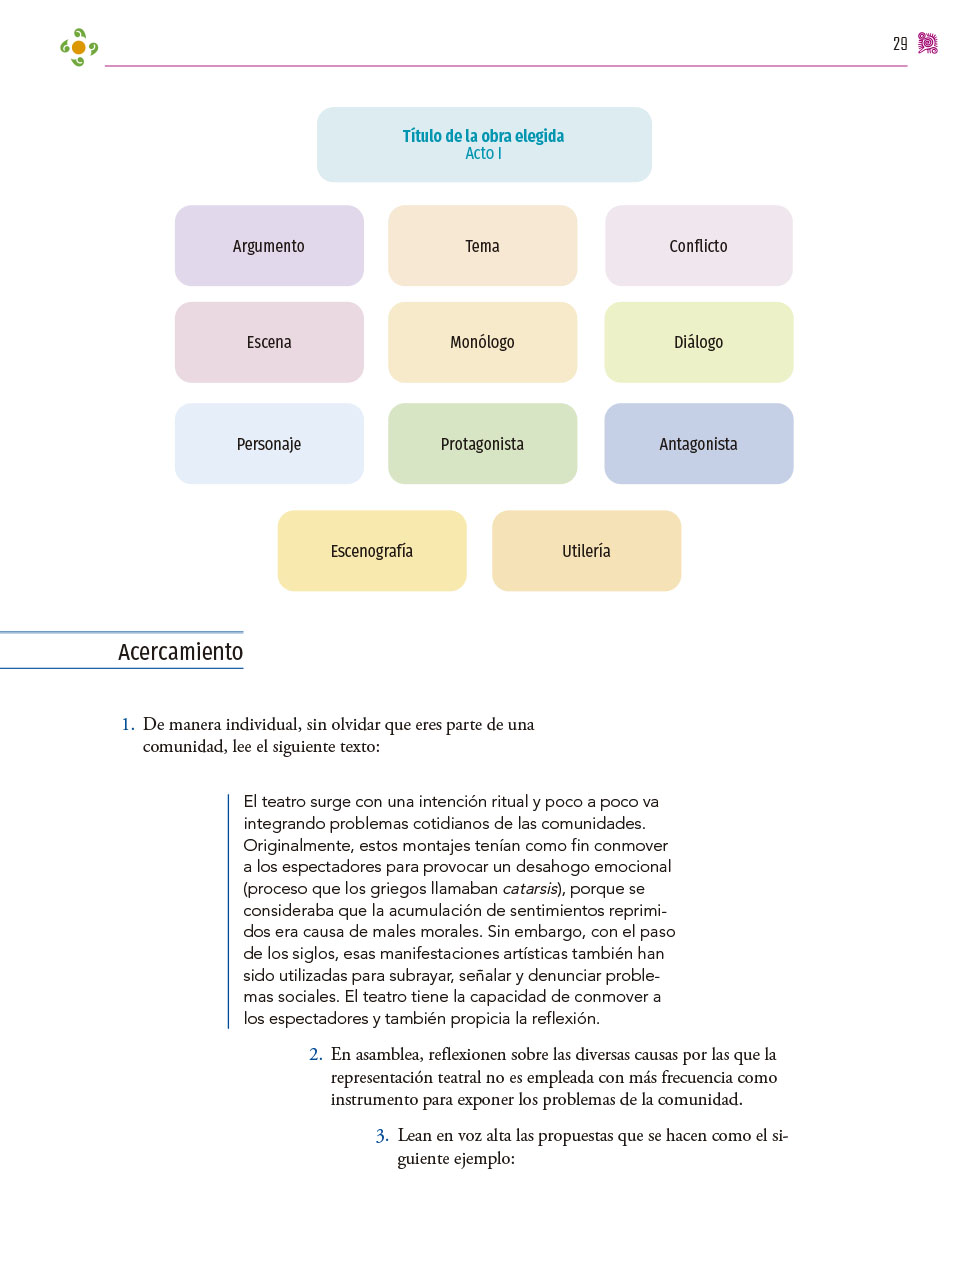 29
Título de la obra elegida
Acto I
Argumento
Tema
Conflicto
Escena
Monólogo
Diálogo
Personaje
Protagonista
Antagonista
Escenografía
Utilería
Acercamiento
1. De manera individual, sin olvidar que eres parte de una
comunidad, lee el siguiente texto:
El teatro surge con una intención ritual y poco a poco va
integrando problemas cotidianos de las comunidades.
Originalmente, estos montajes tenían como fin conmover
a los espectadores para provocar un desahogo emocional
(proceso que los griegos llamaban catarsis), porque se
consideraba que la acumulación de sentimientos reprimi-
dos era causa de males morales. Sin embargo, con el paso
de los siglos, esas manifestaciones artísticas también han
sido utilizadas para subrayar, señalar y denunciar proble-
mas sociales. El teatro tiene la capacidad de conmover a
los espectadores y también propicia la reflexión.
2. En asamblea, reflexionen sobre las diversas causas por las que la
representación teatral no es empleada con más frecuencia como
instrumento para exponer los problemas de la comunidad.
3. Lean en voz alta las propuestas que se hacen como el si-
guiente ejemplo: